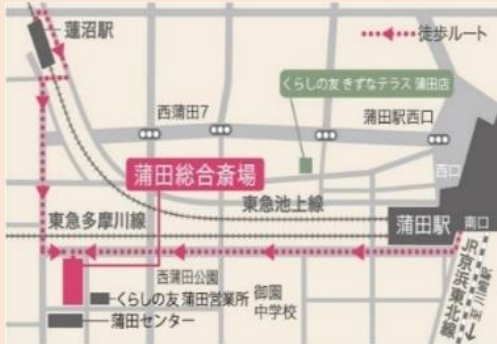 蓮沼駅
徒歩ルート
くらしの友 きずなテラス 蒲田店
西蒲田7
蒲田駅西口
西口
蒲田総合斎場
東急多摩川線
東急池上線
蒲田駅
南口
西蒲田公園
くらしの友 蒲田営業所
御園
中学校
蒲田センター
JR京浜東北線